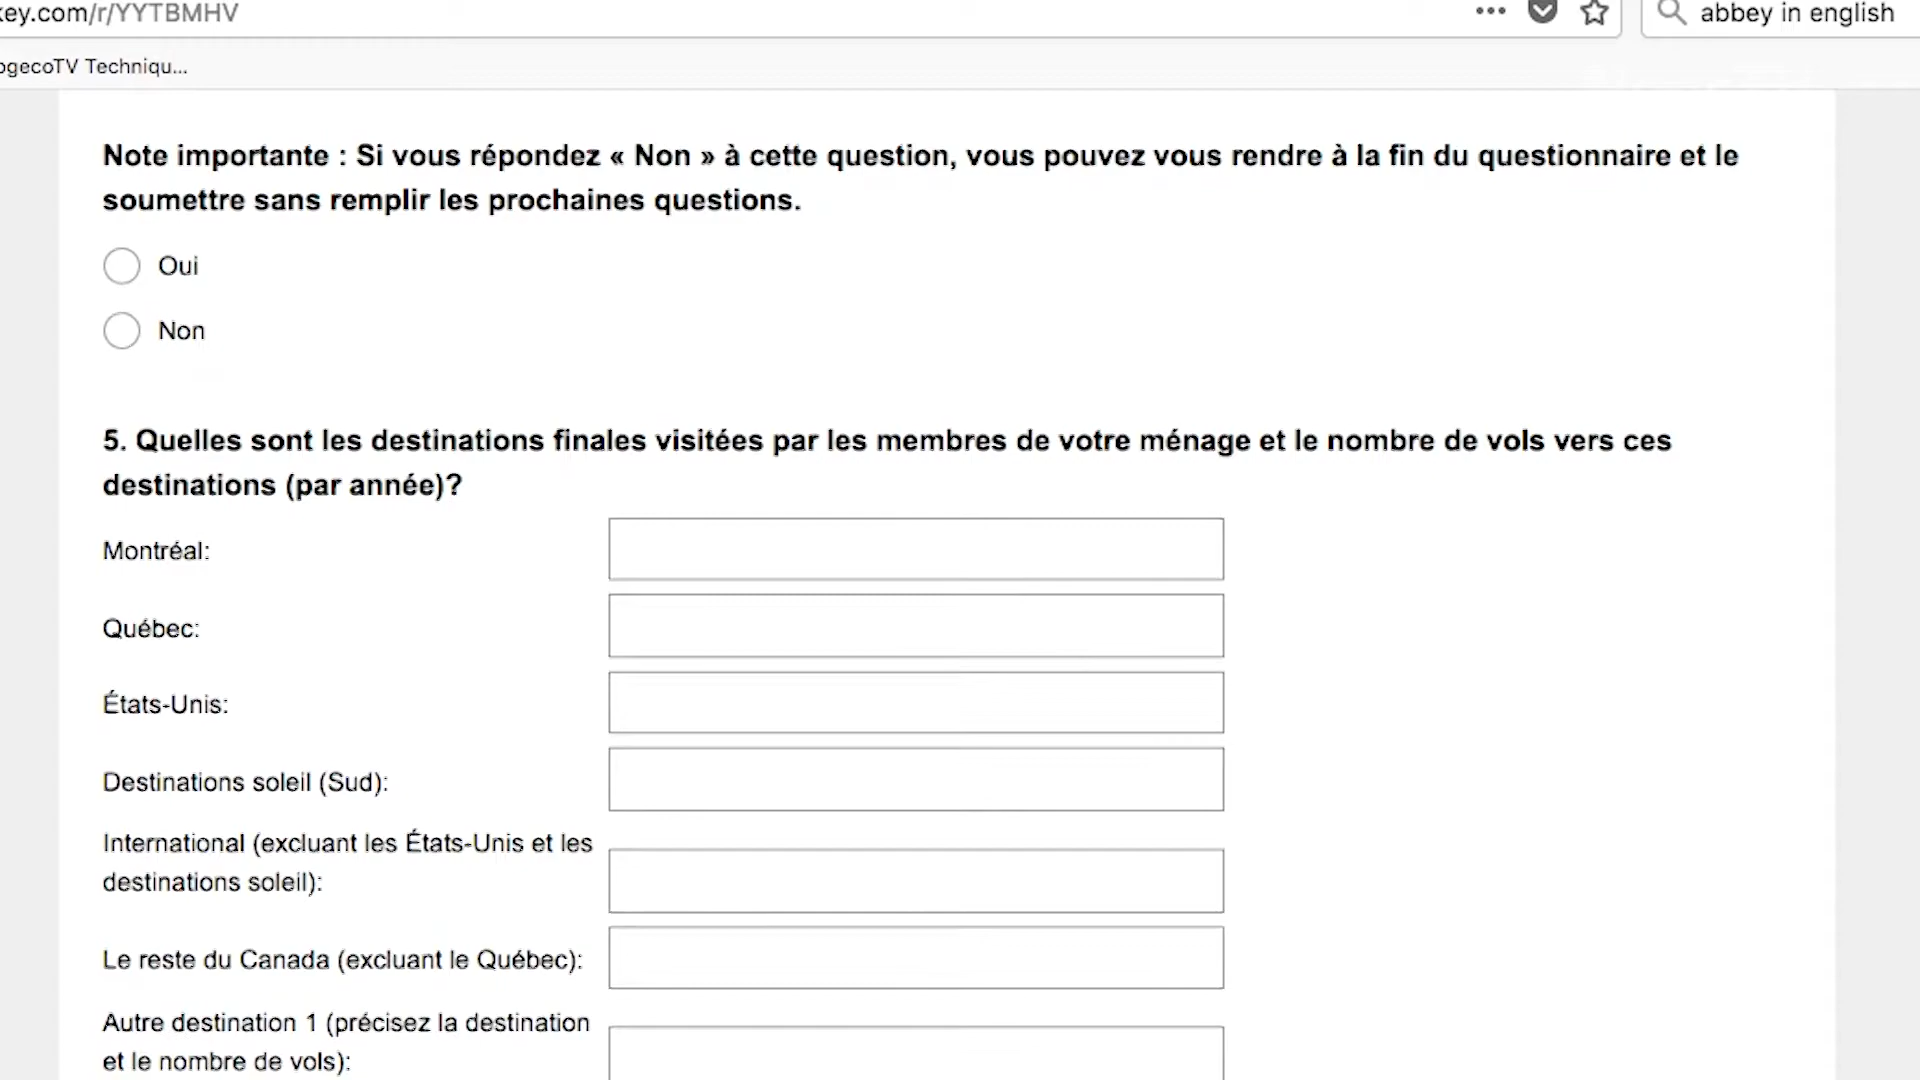 key.com/r/YYTBMHV
abbey in english
ogecoTV Techniqu...
Note importante : Si vous répondez « Non » à cette question, vous pouvez vous rendre à la fin du questionnaire et le
soumettre sans remplir les prochaines questions.
Oui
Non
5. Quelles sont les destinations finales visitées par les membres de votre ménage et le nombre de vols vers ces
destinations (par année)?
Montréal:
Québec:
États-Unis:
Destinations soleil (Sud):
International (excluant les États-Unis et les
destinations soleil):
Le reste du Canada (excluant le Québec):
Autre destination 1 (précisez la destination
et le nombre de vols):